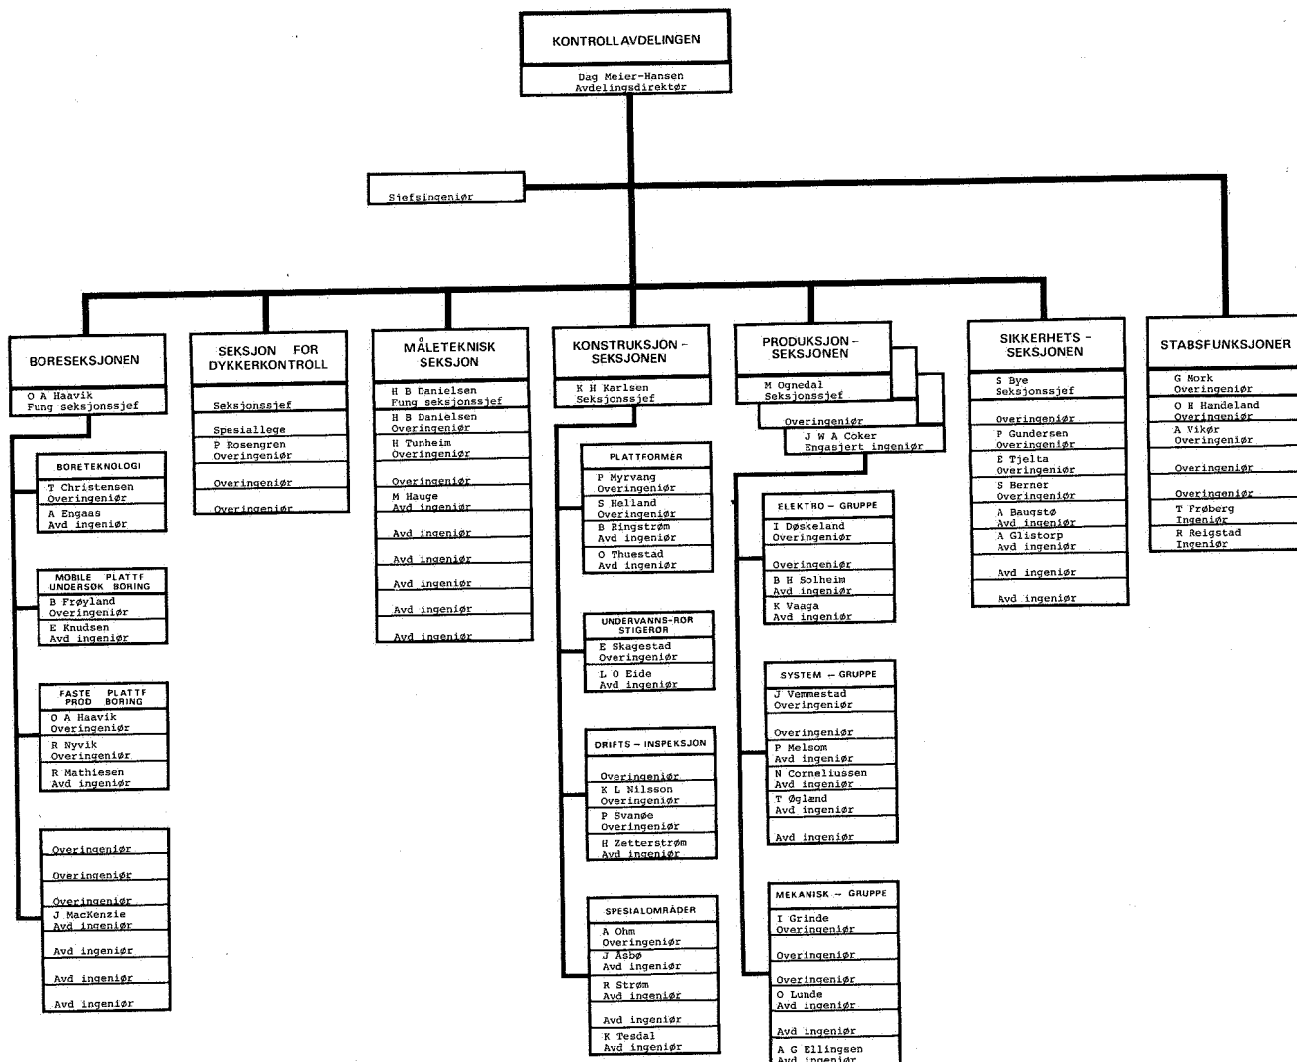 KONTROLLAVDELINGEN
Dag Meier-Hansen
Avdelingsdirektør
Sjefsingeniør
BORESEKSJONEN
O A Haavik
Fung seksjonssjef
BORETEKNOLOGI
T Christensen
Overingeniør
A Engaas
Avd ingeniør
MOBILE PLATTF
UNDERSØK BORING
B Frøyland
Overingeniør
E Knudsen
Avd ingeniør
FASTE PLATTF
PROD BORING
O A Haavik
Overingeniør
R Nyvik
Overingeniør
R Mathiesen
Avd ingeniør
Overingeniør
Overingeniør
Overingeniør
J MacKenzie
Avd ingeniør
Avd ingeniør
Avd ingeniør
Avd ingeniør
SEKSJON FOR
DYKKERKONTROLL
Seksjonssjef
Spesiallege
P Rosengren
Overingeniør
Overingeniør
Overingeniør
MÅLETEKNISK
SEKSJON
H B Danielsen
Fung seksjonssjef
H B Danielsen
Overingeniør
H Tunheim
Overingeniør
Overingeniør
M Hauge
Avd ingeniør
Avd ingeniør
Avd ingeniør
Avd ingeniør
Avd ingeniør
Avd ingeniør
KONSTRUKSJON-
SEKSJONEN
K H Karlsen
Seksjonssjef
PLATTFORMER
P Myrvang
Overingeniør
S Helland
Overingeniør
B Ringstrøm
Avd ingeniør
O Thuestad
Avd ingeniør
UNDERVANNS-RØR
STIGERØR
E Skagestad
Overingeniør
L O Eide
Avd ingeniør
DRIFTS - INSPEKSJON
Overingeniør
K L Nilsson
Overingeniør
P Svanøe
Overingeniør
H Zetterstrøm
Avd ingeniør
SPESIALOMRÅDER
A Ohm
Overingeniør
J Åsbø
Avd ingeniør
R Strøm
Avd ingeniør
Avd ingeniør
K Tesdal
Avd ingeniør
PRODUKSJON-
SEKSJONEN
M Ognedal
Seksjonssjef
Overingeniør
J W A Coker
Engasjert ingeniør
ELEKTRO - GRUPPE
I Døskeland
Overingeniør
Overingeniør
B H Solheim
Avd ingeniør
K Vaaga
Avd ingeniør
SYSTEM - GRUPPE
J Vemmestad
Overingeniør
Overingeniør
P Melsom
Avd ingeniør
N Corneliussen
Avd ingeniør
T Øglænd
Avd ingeniør
Avd ingeniør
MEKANISK - GRUPPE
I Grinde
Overingeniør
Overingeniør
Overingeniør
O Lunde
Avd ingeniør
Avd ingeniør
A G Ellingsen
Avd ingeniør
SIKKERHETS-
SEKSJONEN
S Bye
Seksjonssjef
Overingeniør
P Gundersen
Overingeniør
E Tjelta
Overingeniør
S Berner
Overingeniør
A Baugstø
Avd ingeniør
A Glistorp
Avd ingeniør
Avd ingeniør
Avd ingeniør
STABSFUNKSJONER
G Mork
Overingeniør
O H Handeland
Overingeniør
A Vikør
Overingeniør
Overingeniør
Overingeniør
T Frøberg
Ingeniør
R Reigstad
Ingeniør